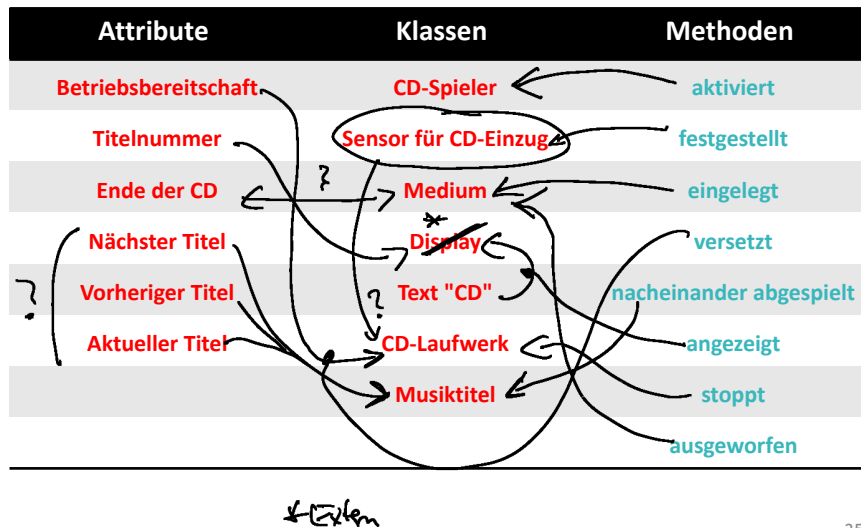 Attribute Klassen Methoden
Betriebsbereitschaft CD-Spieler aktiviert
Titelnummer Sensor für CD-Einzug festgestellt
Ende der CD ? Medium eingelegt
Nächster Titel * Display versetzt
? Vorheriger Titel Text "CD" ? nacheinander abgespielt
Aktueller Titel CD-Laufwerk angezeigt
Musiktitel stoppt
ausgeworfen
* Extern